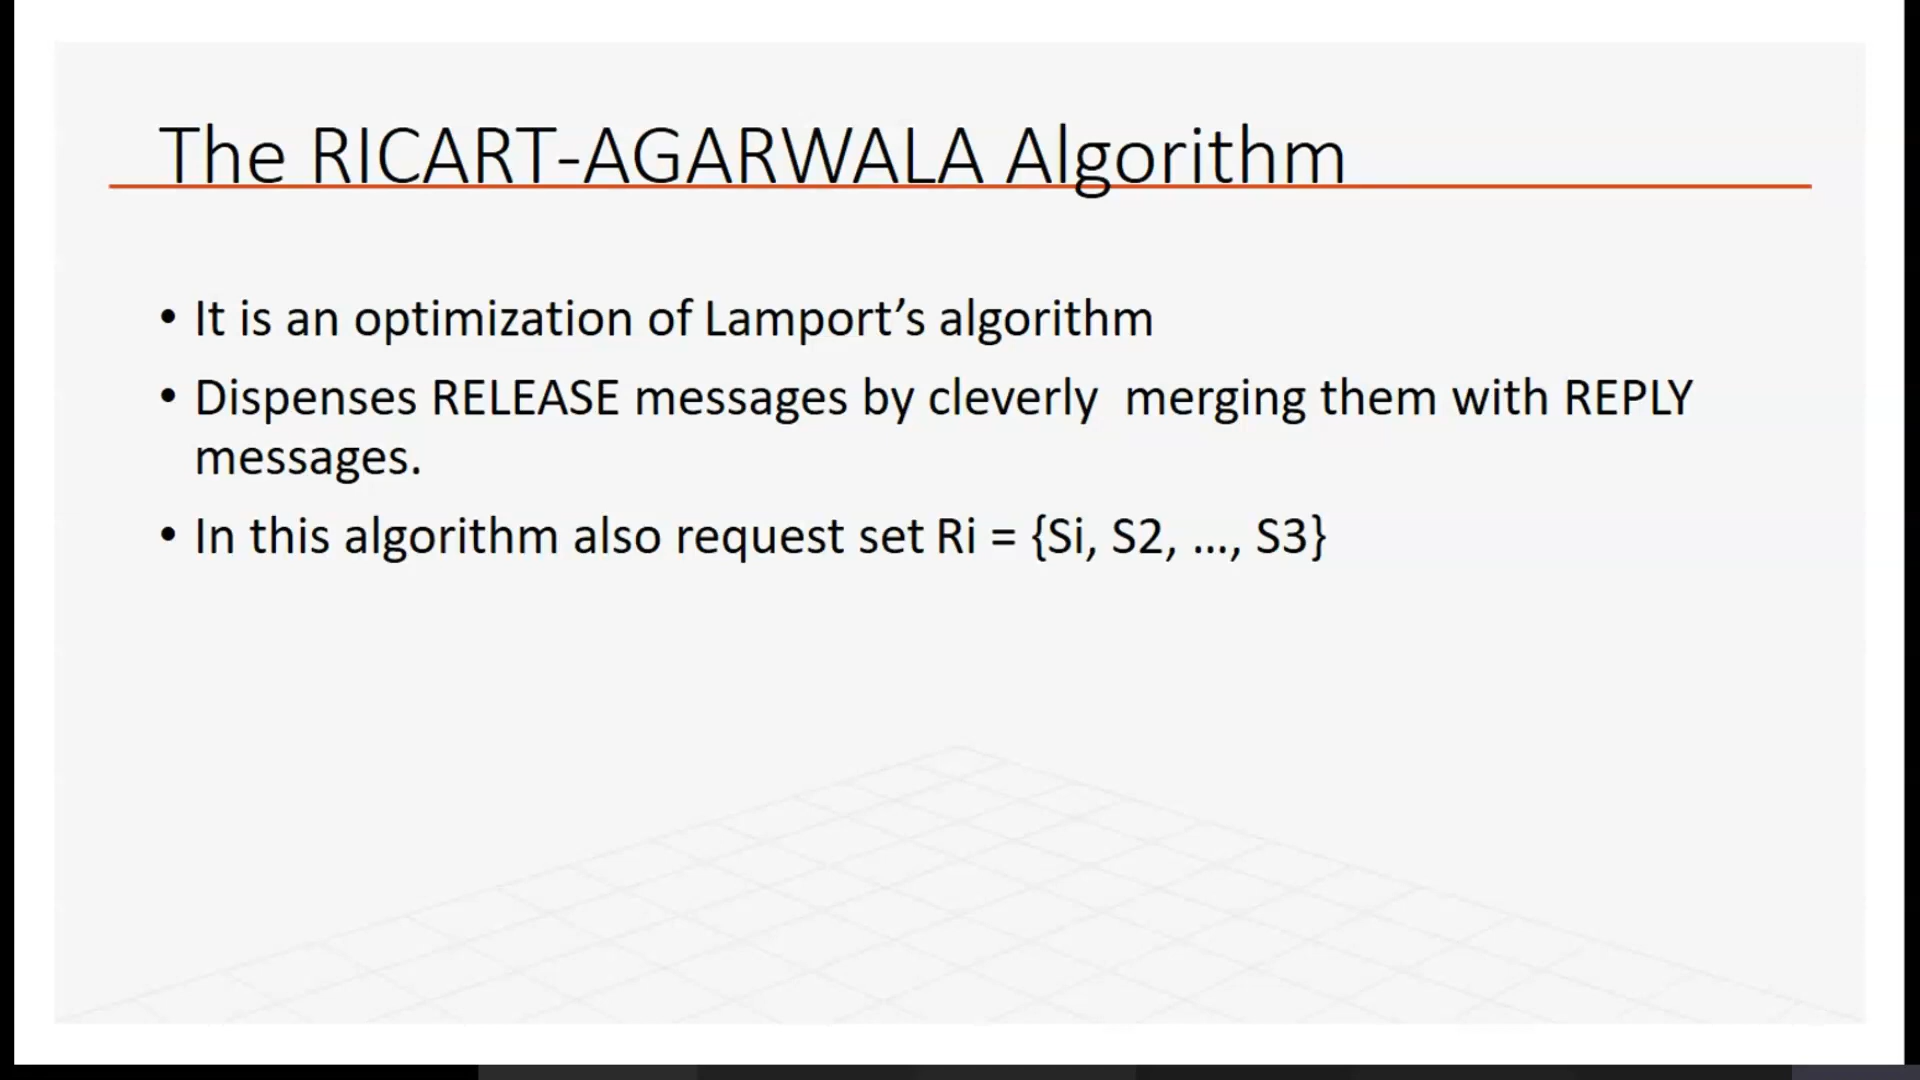 The RICART-AGARWALA Algorithm
• It is an optimization of Lamport’s algorithm
• Dispenses RELEASE messages by cleverly  merging them with REPLY
messages.
• In this algorithm also request set Ri = {Si, S2, …, S3}